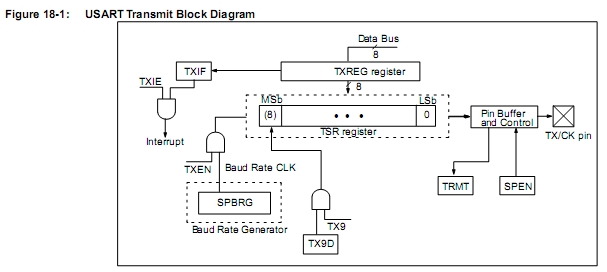 Figure 18-1: USART Transmit Block Diagram
Data Bus
8
TXIF
TXREG register
TXIE
8
MSb
LSb
(8)
• • •
0
TSR register
Pin Buffer
and Control
TX/CK pin
Interrupt
TXEN
Baud Rate CLK
TRMT
SPEN
SPBRG
TX9
Baud Rate Generator
TX9D